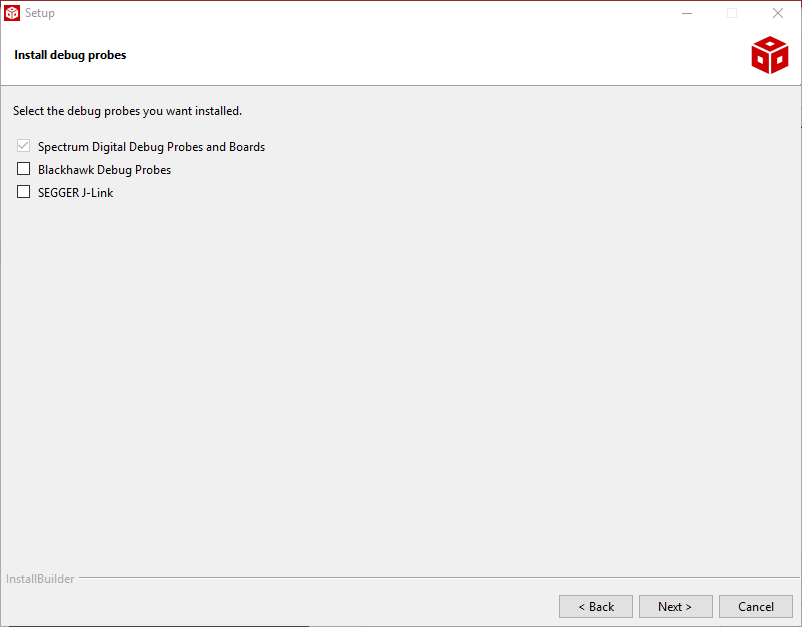 Setup
Install debug probes
Select the debug probes you want installed.
Spectrum Digital Debug Probes and Boards
Blackhawk Debug Probes
SEGGER J-Link
InstallBuilder
< Back
Next >
Cancel